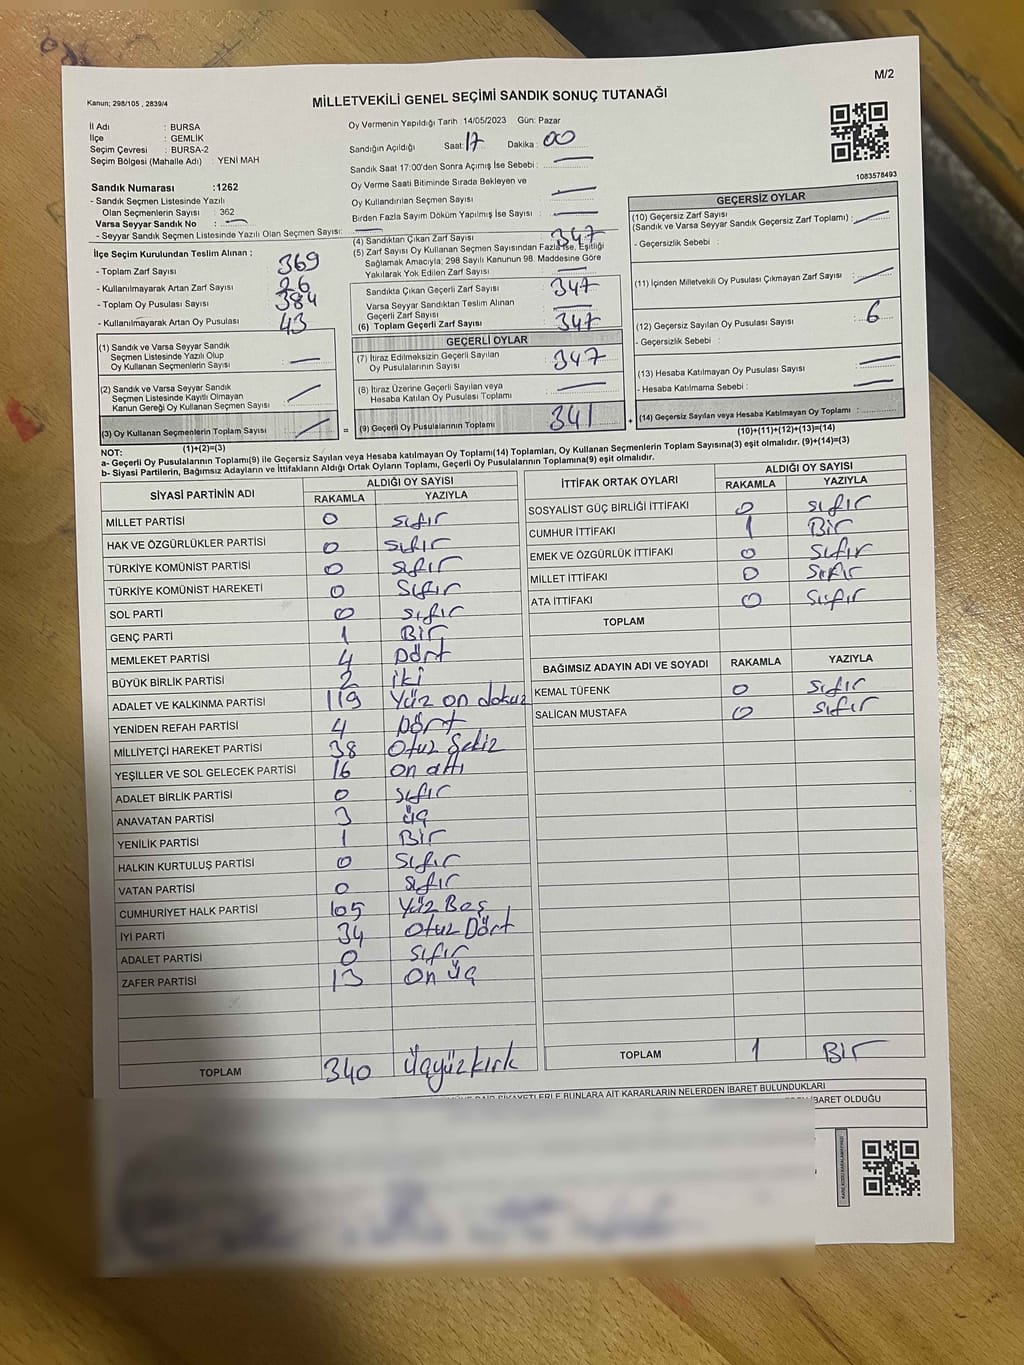 M/2
Kanun; 298/105 , 2839/4
MİLLETVEKİLİ GENEL SEÇİMİ SANDIK SONUÇ TUTANAĞI
İl Adı : BURSA
İlçe : GEMLİK
Seçim Çevresi : BURSA-2
Seçim Bölgesi (Mahalle Adı) : YENİ MAH
Sandık Numarası :1262
- Sandık Seçmen Listesinde Yazılı
Olan Seçmenlerin Sayısı : 362
Varsa Seyyar Sandık No :
- Seyyar Sandık Seçmen Listesinde Yazılı Olan Seçmen Sayısı:
Oy Vermenin Yapıldığı Tarih :14/05/2023 Gün: Pazar
Sandığın Açıldığı Saat: 17 Dakika : 00
Sandık Saat 17:00'den Sonra Açımış İse Sebebi :
Oy Verme Saati Bitiminde Sırada Bekleyen ve
Oy Kullandırılan Seçmen Sayısı
Birden Fazla Sayım Döküm Yapılmış İse Sayısı :
1083578493
İlçe Seçim Kurulundan Teslim Alınan ;
- Toplam Zarf Sayısı : 369
- Kullanılmayarak Artan Zarf Sayısı : 26
- Toplam Oy Pusulası Sayısı : 384
- Kullanılmayarak Artan Oy Pusulası : 43
(1) Sandık ve Varsa Seyyar Sandık
Seçmen Listesinde Yazılı Olup
Oy Kullanan Seçmenlerin Sayısı :
(2) Sandık ve Varsa Seyyar Sandık
Seçmen Listesinde Kayıtlı Olmayan
Kanun Gereği Oy Kullanan Seçmen Sayısı :
(3) Oy Kullanan Seçmenlerin Toplam Sayısı :
(1)+(2)=(3)
=
(4) Sandıktan Çıkan Zarf Sayısı : 347
(5) Zarf Sayısı Oy Kullanan Seçmen Sayısından Fazla İse, Eşitliği
Sağlamak Amacıyla; 298 Sayılı Kanunun 98. Maddesine Göre
Yakılarak Yok Edilen Zarf Sayısı :
Sandıkta Çıkan Geçerli Zarf Sayısı : 347
Varsa Seyyar Sandıktan Teslim Alınan
Geçerli Zarf Sayısı :
(6) Toplam Geçerli Zarf Sayısı : 347
GEÇERLİ OYLAR
(7) İtiraz Edilmeksizin Geçerli Sayılan
Oy Pusulalarının Sayısı : 347
(8) İtiraz Üzerine Geçerli Sayılan veya
Hesaba Katılan Oy Pusulası Toplamı :
(9) Geçerli Oy Pusulalarının Toplamı : 341
+
GEÇERSİZ OYLAR
(10) Geçersiz Zarf Sayısı
(Sandık ve Varsa Seyyar Sandık Geçersiz Zarf Toplamı) :
- Geçersizlik Sebebi :
(11) İçinden Milletvekili Oy Pusulası Çıkmayan Zarf Sayısı :
(12) Geçersiz Sayılan Oy Pusulası Sayısı : 6
- Geçersizlik Sebebi :
(13) Hesaba Katılmayan Oy Pusulası Sayısı :
- Hesaba Katılmama Sebebi :
(14) Geçersiz Sayılan veya Hesaba Katılmayan Oy Toplamı :
(10)+(11)+(12)+(13)=(14)
NOT:
a- Geçerli Oy Pusulalarının Toplamı(9) ile Geçersiz Sayılan veya Hesaba katılmayan Oy Toplamı(14) Toplamları, Oy Kullanan Seçmenlerin Toplam Sayısına(3) eşit olmalıdır. (9)+(14)=(3)
b- Siyasi Partilerin, Bağımsız Adayların ve İttifakların Aldığı Ortak Oyların Toplamı, Geçerli Oy Pusulalarının Toplamına(9) eşit olmalıdır.
SİYASİ PARTİNİN ADI
ALDIĞI OY SAYISI
RAKAMLA YAZIYLA
MİLLET PARTİSİ 0 sıfır
HAK VE ÖZGÜRLÜKLER PARTİSİ 0 sıfır
TÜRKİYE KOMÜNİST PARTİSİ 0 sıfır
TÜRKİYE KOMÜNİST HAREKETİ 0 Sıfır
SOL PARTİ 0 sıfır
GENÇ PARTİ 1 Bir
MEMLEKET PARTİSİ 4 Dört
BÜYÜK BİRLİK PARTİSİ 2 iki
ADALET VE KALKINMA PARTİSİ 119 Yüz on dokuz
YENİDEN REFAH PARTİSİ 4 Dört
MİLLİYETÇİ HAREKET PARTİSİ 38 Otuz Sekiz
YEŞİLLER VE SOL GELECEK PARTİSİ 16 on altı
ADALET BİRLİK PARTİSİ 0 sıfır
ANAVATAN PARTİSİ 3 üç
YENİLİK PARTİSİ 1 Bir
HALKIN KURTULUŞ PARTİSİ 0 Sıfır
VATAN PARTİSİ 0 sıfır
CUMHURİYET HALK PARTİSİ 105 Yüz Beş
İYİ PARTİ 34 Otuz Dört
ADALET PARTİSİ 0 sıfır
ZAFER PARTİSİ 13 On üç
TOPLAM 340 Üçyüzkırk
İTTİFAK ORTAK OYLARI
ALDIĞI OY SAYISI
RAKAMLA YAZIYLA
SOSYALİST GÜÇ BİRLİĞİ İTTİFAKI 0 sıfır
CUMHUR İTTİFAKI 1 Bir
EMEK VE ÖZGÜRLÜK İTTİFAKI 0 Sıfır
MİLLET İTTİFAKI 0 Sıfır
ATA İTTİFAKI 0 Sıfır
TOPLAM
BAĞIMSIZ ADAYIN ADI VE SOYADI RAKAMLA YAZIYLA
KEMAL TÜFENK 0 sıfır
SALİCAN MUSTAFA 0 sıfır
TOPLAM 1 Bir
BUNLARA AİT KARARLARIN NELERDEN İBARET BULUNDUKLARI
İBARET OLDUĞU